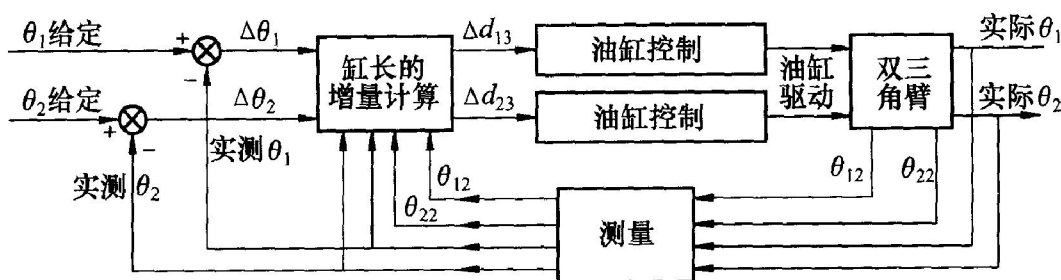 θ₁给定
+
−
Δθ₁
缸长的
增量计算
Δd₁₃
油缸控制
油缸
驱动
双三
角臂
实际θ₁
θ₂给定
+
−
Δθ₂
Δd₂₃
油缸控制
实际θ₂
实测θ₁
实测θ₂
θ₁₂
θ₂₂
测量
θ₁₂
θ₂₂